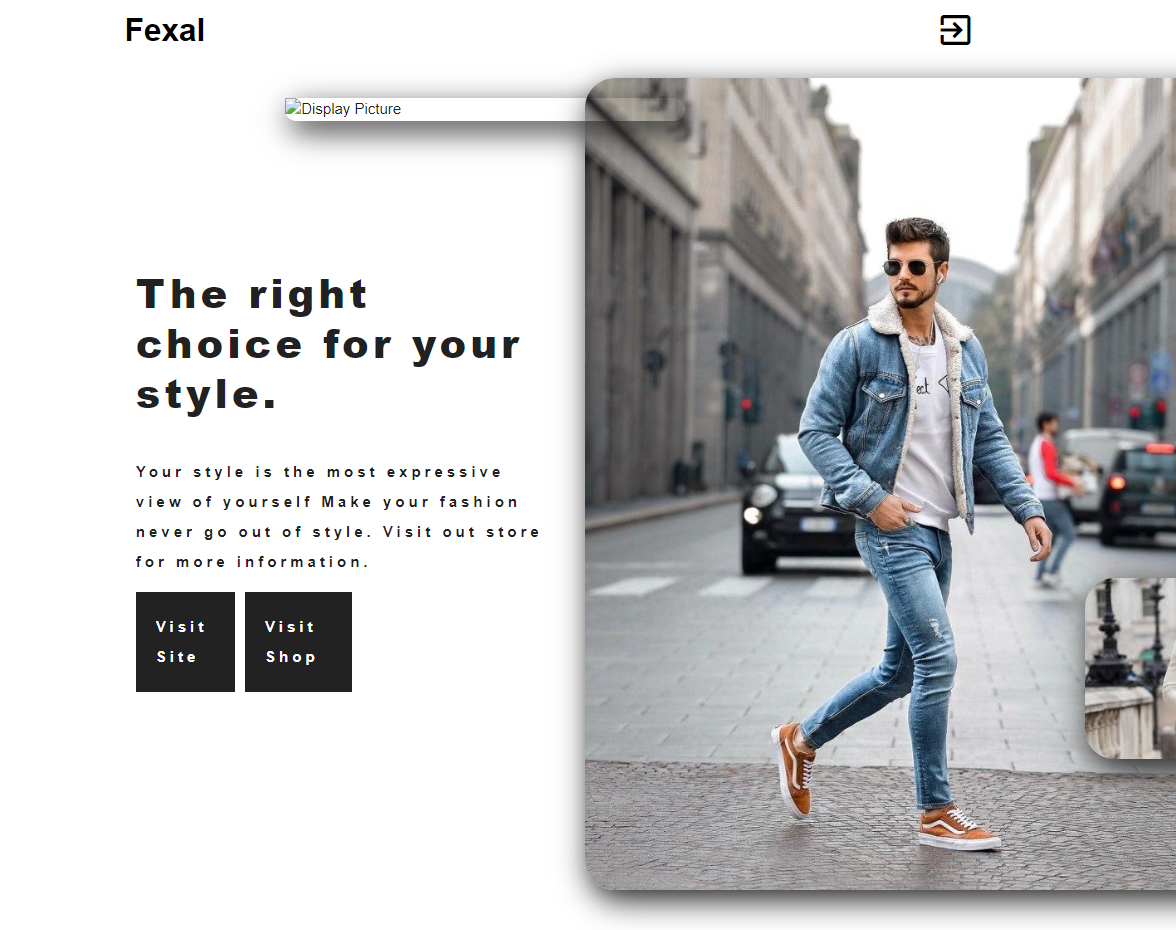 Fexal
Display Picture
The right
choice for your
style.
Your style is the most expressive
view of yourself Make your fashion
never go out of style. Visit out store
for more information.
Visit
Site
Visit
Shop